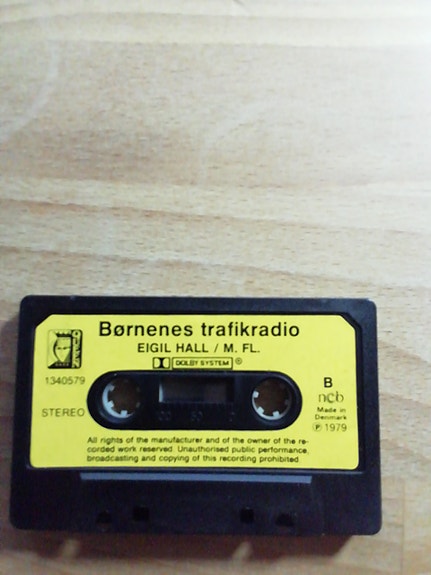 Børnenes trafikradio
EIGIL HALL / M. FL.
DOLBY SYSTEM ®
1340579
B
ncb
STEREO
Made in
Denmark
℗ 1979
All rights of the manufacturer and of the owner of the re-
corded work reserved. Unauthorised public performance,
broadcasting and copying of this recording prohibited.